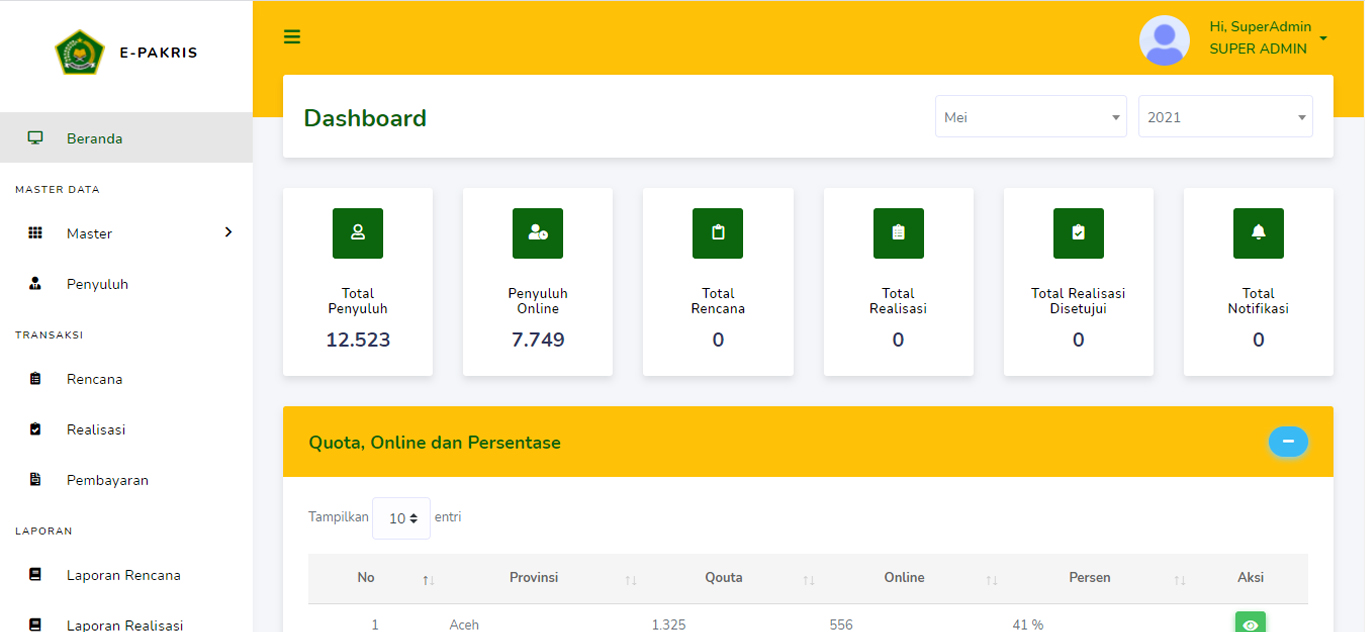 E-PAKRIS
Hi, SuperAdmin
SUPER ADMIN
Beranda
MASTER DATA
Master
Penyuluh
TRANSAKSI
Rencana
Realisasi
Pembayaran
LAPORAN
Laporan Rencana
Laporan Realisasi
Dashboard
Mei
2021
Total
Penyuluh
12.523
Penyuluh
Online
7.749
Total
Rencana
0
Total
Realisasi
0
Total Realisasi
Disetujui
0
Total
Notifikasi
0
Quota, Online dan Persentase
Tampilkan 10 entri
No Provinsi Qouta Online Persen Aksi
1 Aceh 1.325 556 41 %